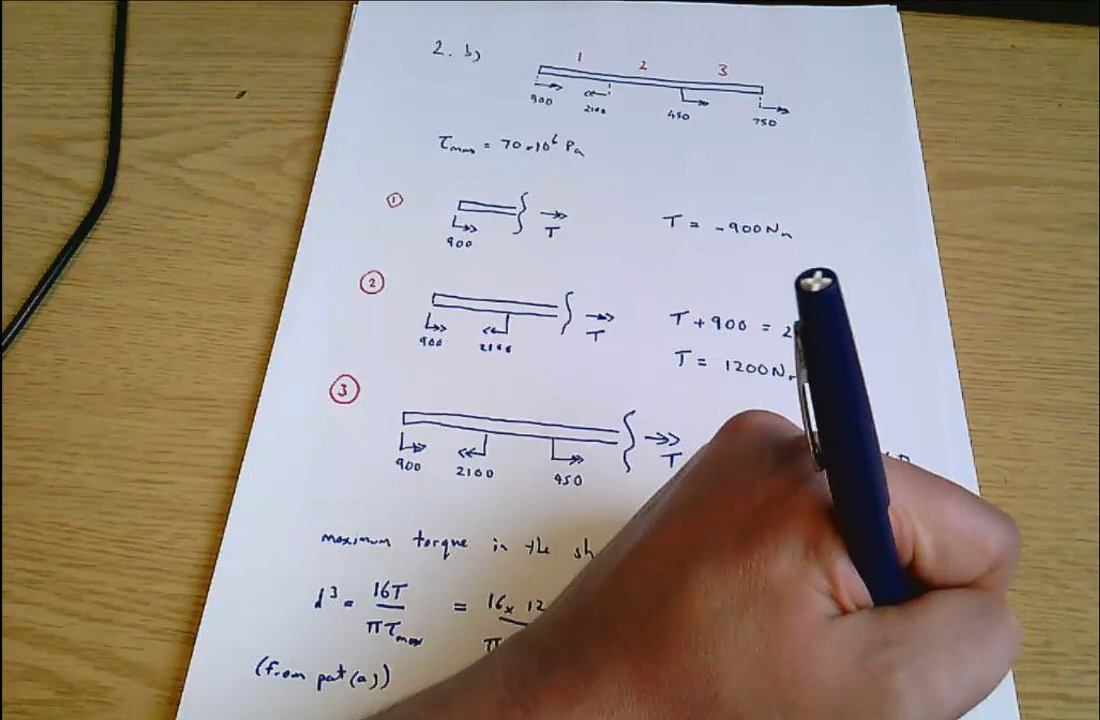 2. b)
1 2 3
900 2100 450 750
τmax = 70×10⁶ Pa
① 900 T T = -900Nm
② 900 2100 T T + 900 = 2
T = 1200N
③ 900 2100 450 T
maximum torque in the sh
d³ = 16T / πτmax = 16 × 12 / π
(from part (a))